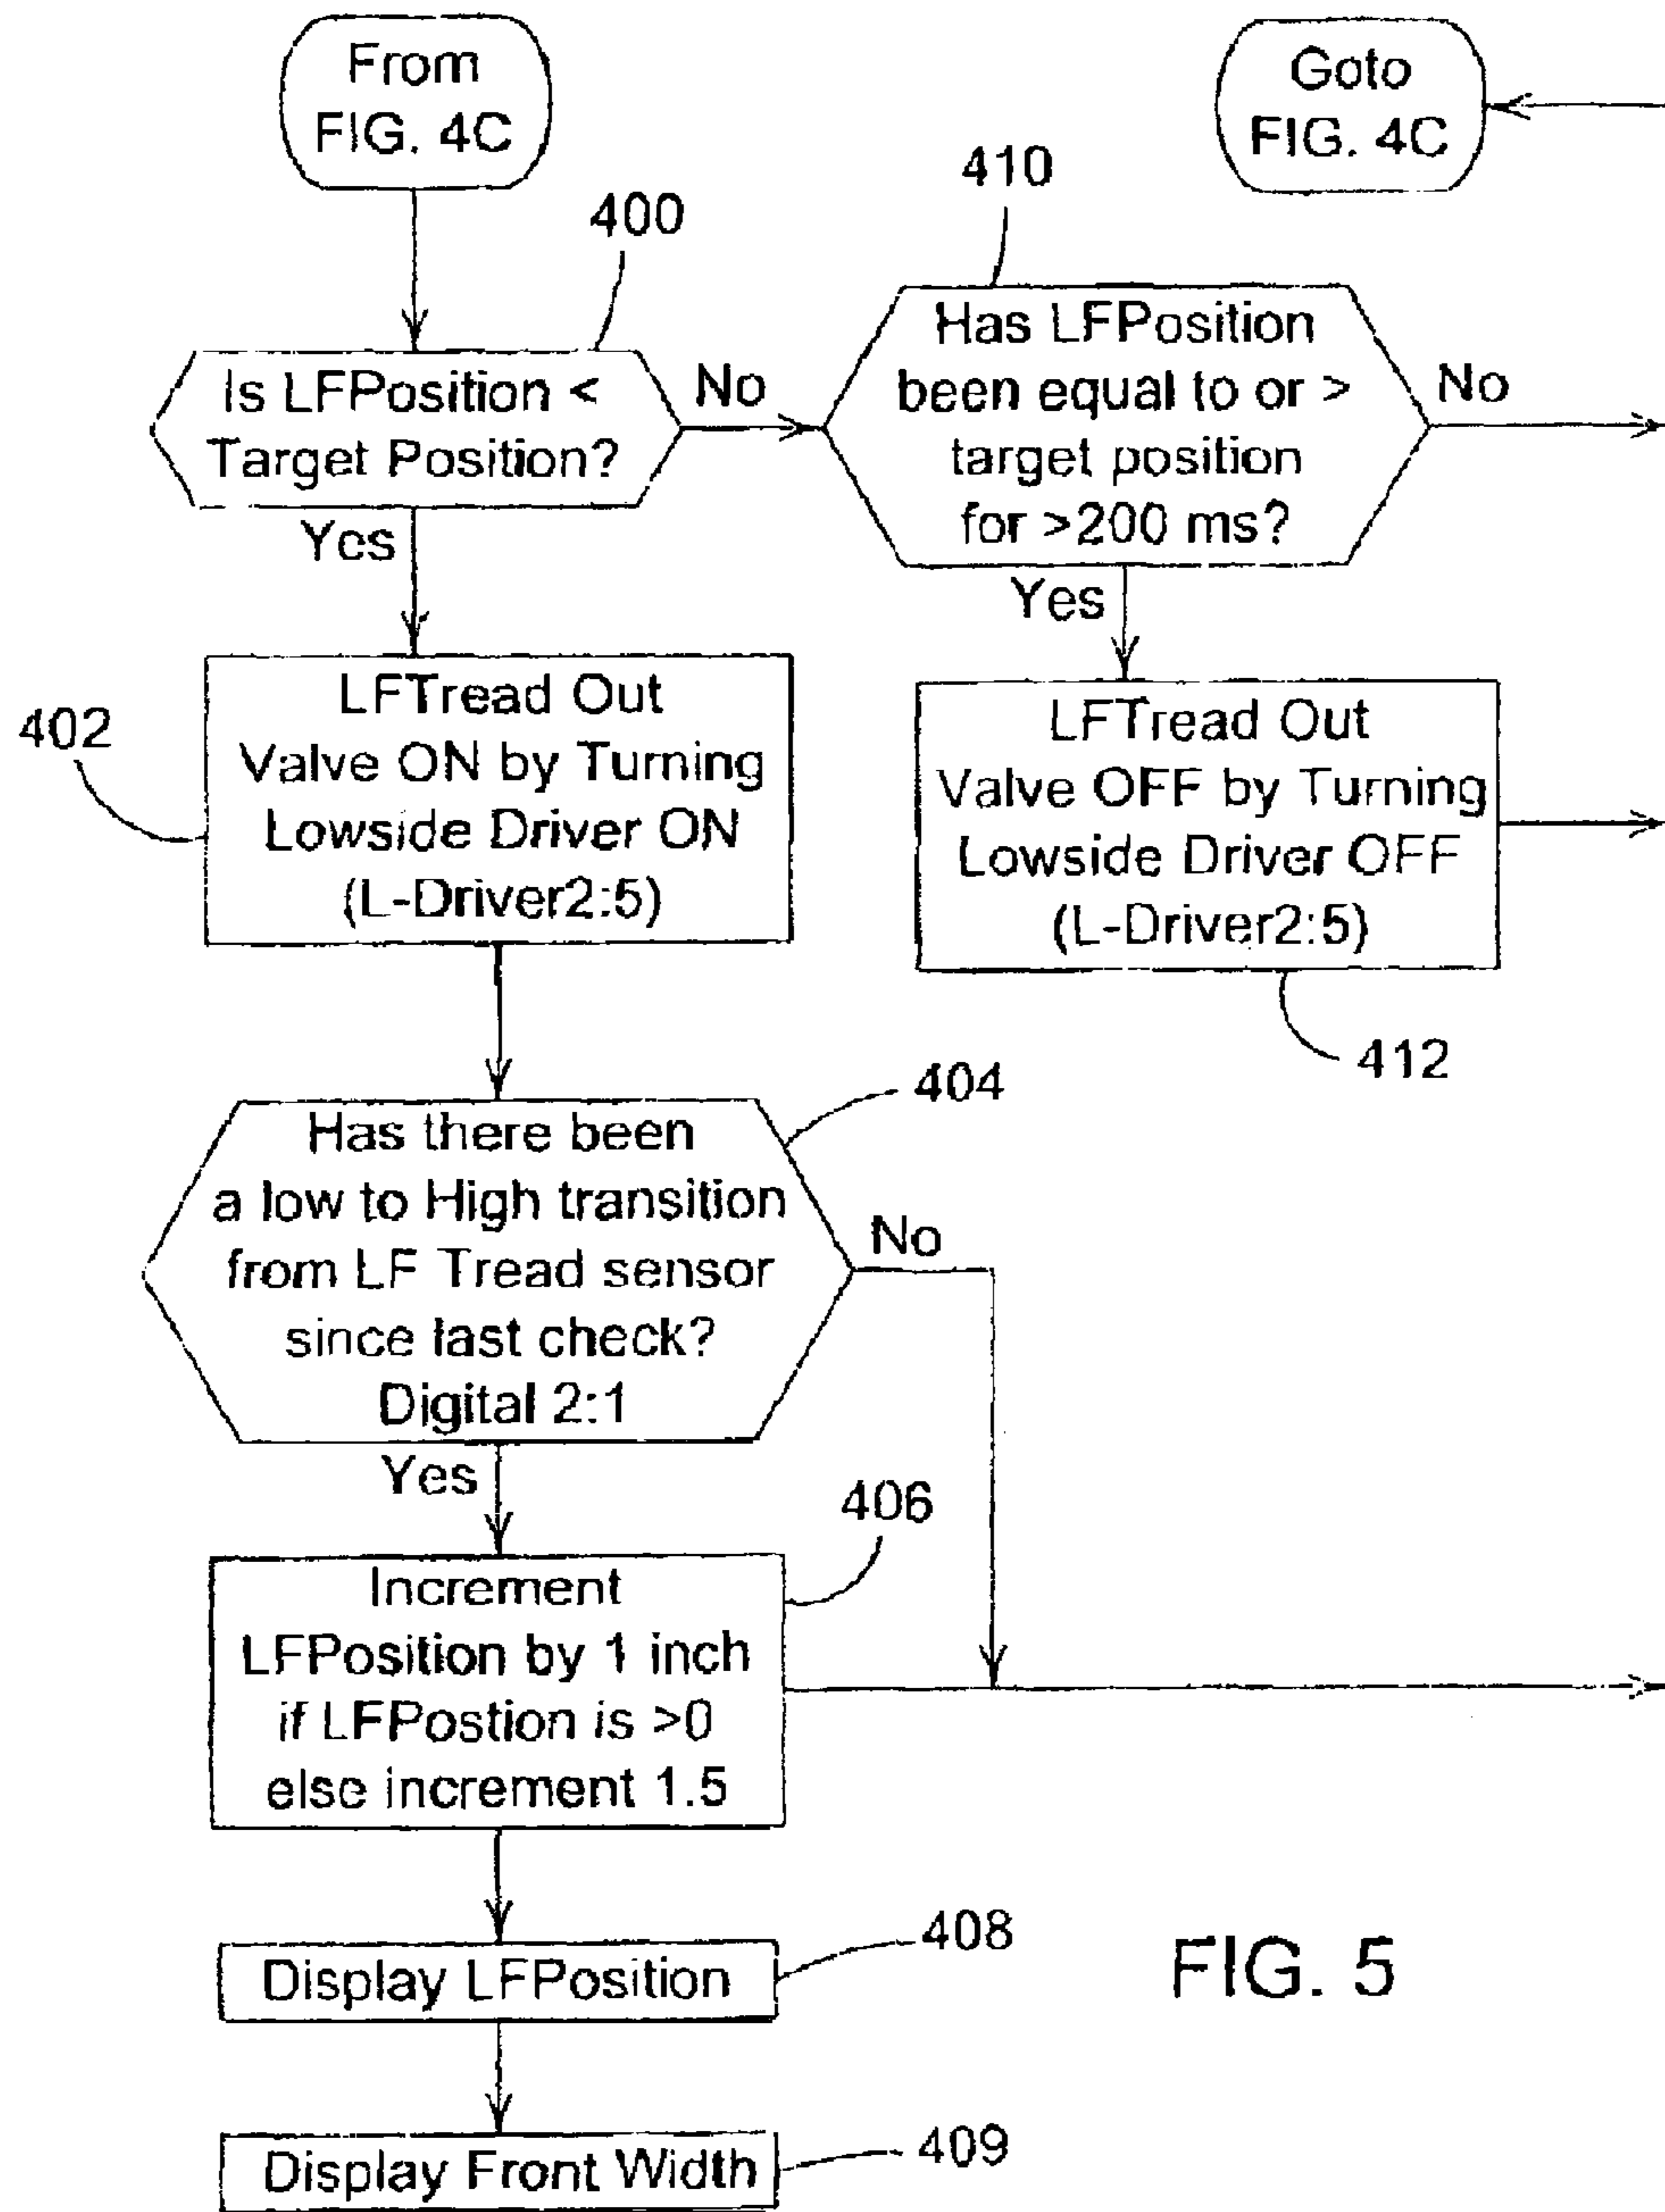 From
FIG. 4C
Goto
FIG. 4C
400
410
Is LFPosition <
Target Position?
No
Has LFPosition
been equal to or >
target position
for >200 ms?
No
Yes
Yes
402
LFTread Out
Valve ON by Turning
Lowside Driver ON
(L-Driver2:5)
LFTread Out
Valve OFF by Turning
Lowside Driver OFF
(L-Driver2:5)
412
404
Has there been
a low to High transition
from LF Tread sensor
since last check?
Digital 2:1
No
Yes
406
Increment
LFPosition by 1 inch
if LFPostion is >0
else increment 1.5
408
Display LFPosition
FIG. 5
409
Display Front Width